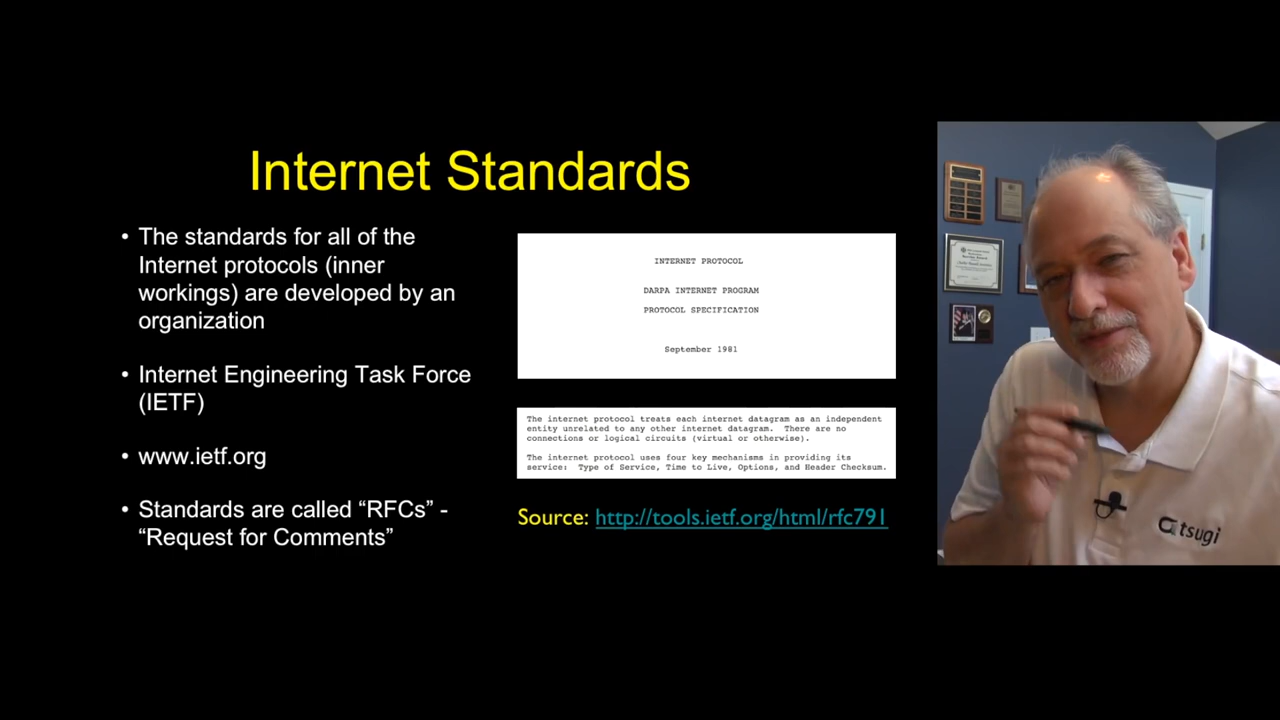 Internet Standards
• The standards for all of the
Internet protocols (inner
workings) are developed by an
organization
• Internet Engineering Task Force
(IETF)
• www.ietf.org
• Standards are called “RFCs” -
“Request for Comments”
INTERNET PROTOCOL
DARPA INTERNET PROGRAM
PROTOCOL SPECIFICATION
September 1981
The internet protocol treats each internet datagram as an independent
entity unrelated to any other internet datagram. There are no
connections or logical circuits (virtual or otherwise).
The internet protocol uses four key mechanisms in providing its
service: Type of Service, Time to Live, Options, and Header Checksum.
Source: http://tools.ietf.org/html/rfc791
tsugi